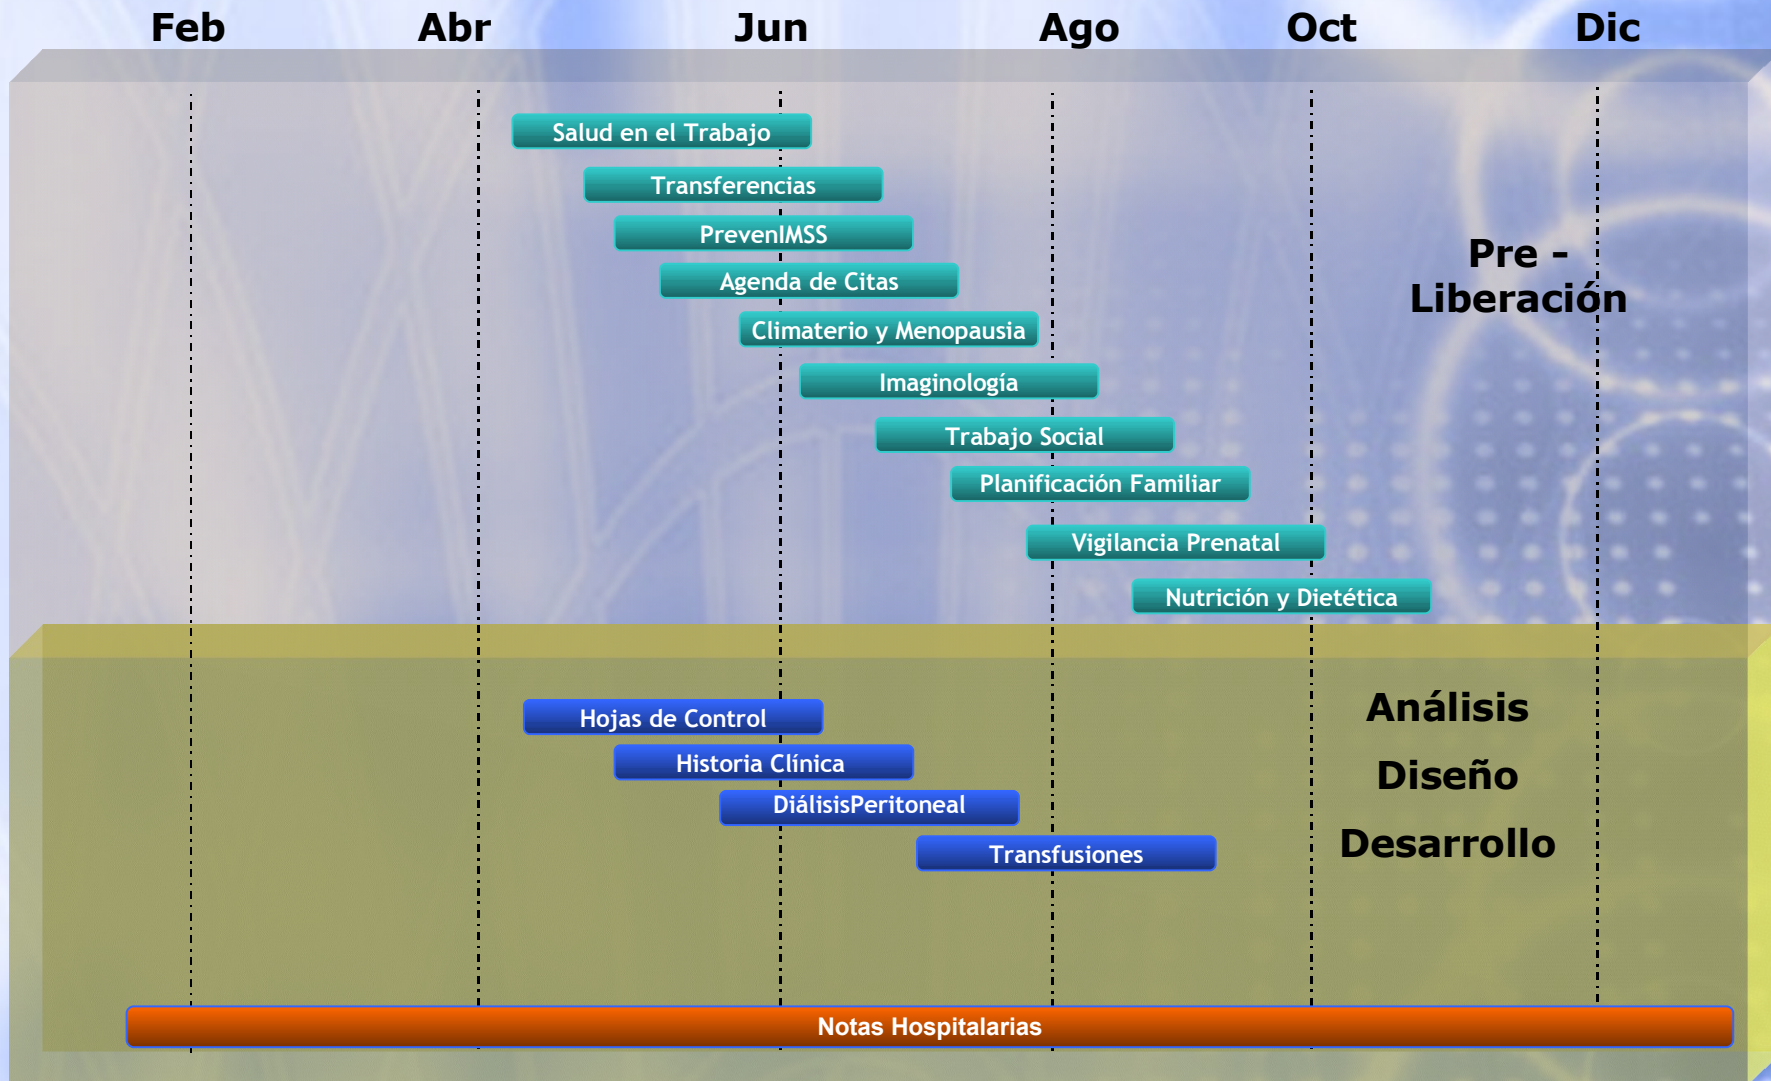 Feb Abr Jun Ago Oct Dic
Salud en el Trabajo
Transferencias
PrevenIMSS
Agenda de Citas
Climaterio y Menopausia
Imaginología
Trabajo Social
Planificación Familiar
Vigilancia Prenatal
Nutrición y Dietética
Pre -
Liberación
Hojas de Control
Historia Clínica
DiálisisPeritoneal
Transfusiones
Análisis
Diseño
Desarrollo
Notas Hospitalarias